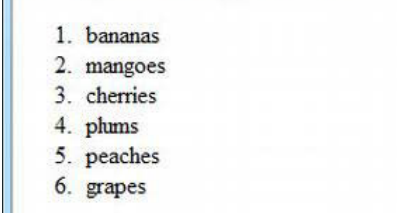 1. bananas
2. mangoes
3. cherries
4. plums
5. peaches
6. grapes